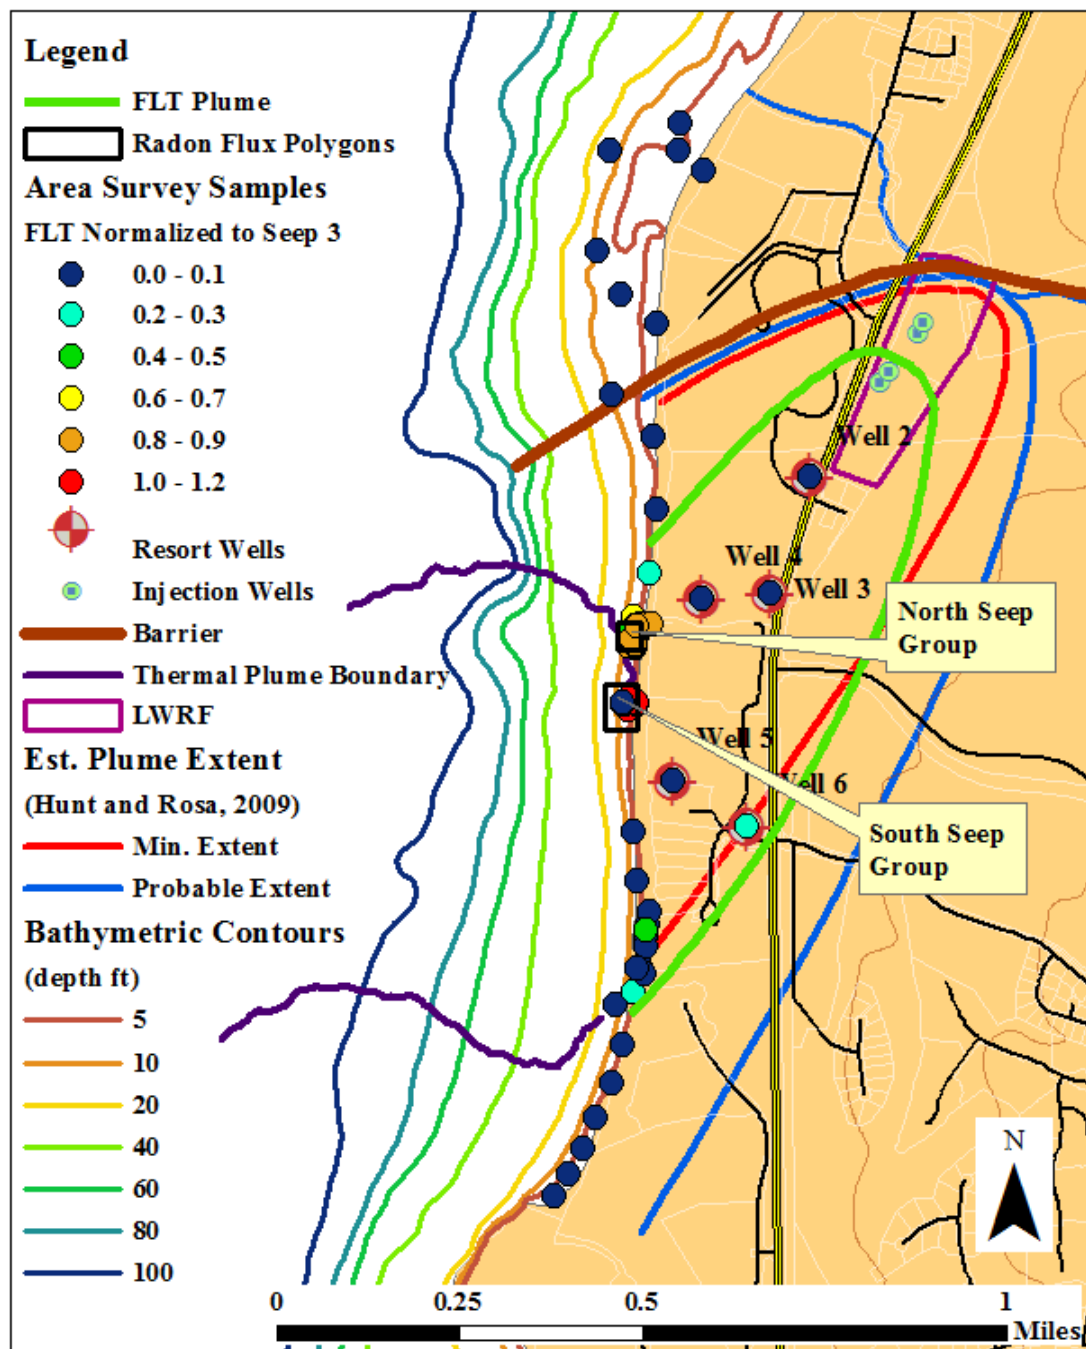 Legend
FLT Plume
Radon Flux Polygons
Area Survey Samples
FLT Normalized to Seep 3
0.0 - 0.1
0.2 - 0.3
0.4 - 0.5
0.6 - 0.7
0.8 - 0.9
1.0 - 1.2
Resort Wells
Injection Wells
Barrier
Thermal Plume Boundary
LWRF
Est. Plume Extent
(Hunt and Rosa, 2009)
Min. Extent
Probable Extent
Bathymetric Contours
(depth ft)
5
10
20
40
60
80
100
Well 2
Well 4
Well 3
North Seep
Group
Well 5
Well 6
South Seep
Group
N
0
0.25
0.5
1
Miles